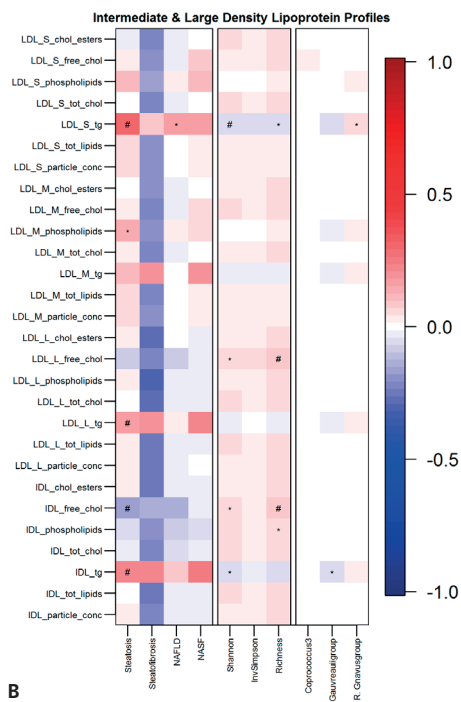 Intermediate & Large Density Lipoprotein Profiles
LDL_S_chol_esters
LDL_S_free_chol
LDL_S_phospholipids
LDL_S_tot_chol
LDL_S_tg
# * # * *
LDL_S_tot_lipids
LDL_S_particle_conc
LDL_M_chol_esters
LDL_M_free_chol
LDL_M_phospholipids
*
LDL_M_tot_chol
LDL_M_tg
LDL_M_tot_lipids
LDL_M_particle_conc
LDL_L_chol_esters
LDL_L_free_chol
* #
LDL_L_phospholipids
LDL_L_tot_chol
LDL_L_tg
#
LDL_L_tot_lipids
LDL_L_particle_conc
IDL_chol_esters
IDL_free_chol
# * #
IDL_phospholipids
*
IDL_tot_chol
IDL_tg
# * *
IDL_tot_lipids
IDL_particle_conc
1.0
0.5
0.0
-0.5
-1.0
Steatosis
Steatofibrosis
NAFLD
NASF
Shannon
InvSimpson
Richness
Coprococcus3
Gauvreauiigroup
R. Gnavusgroup
B